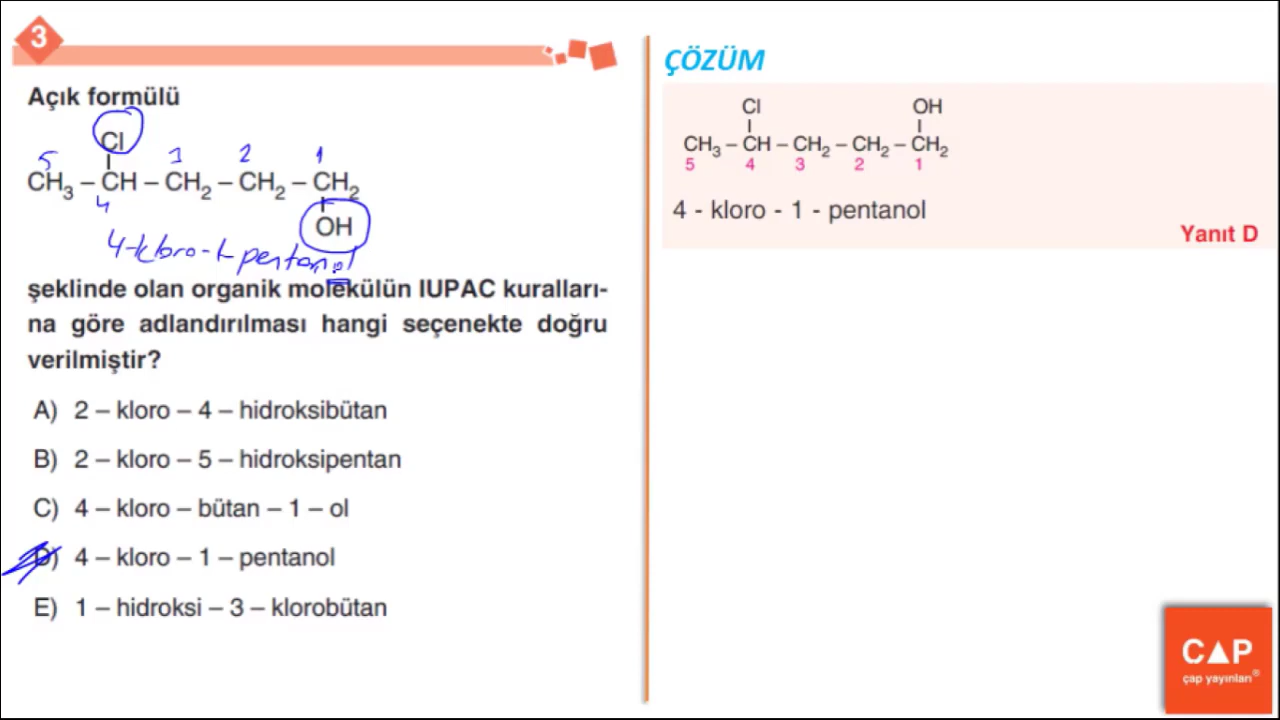 3
Açık formülü
Cl
5 3 2 1
CH₃ – CH – CH₂ – CH₂ – CH₂
4
OH
4-kloro-1-pentanol
şeklinde olan organik molekülün IUPAC kuralları-
na göre adlandırılması hangi seçenekte doğru
verilmiştir?
A) 2 – kloro – 4 – hidroksibütan
B) 2 – kloro – 5 – hidroksipentan
C) 4 – kloro – bütan – 1 – ol
D) 4 – kloro – 1 – pentanol
E) 1 – hidroksi – 3 – klorobütan
ÇÖZÜM
Cl OH
CH₃ – CH – CH₂ – CH₂ – CH₂
5 4 3 2 1
4 - kloro - 1 - pentanol
Yanıt D
CAP
çap yayınları®